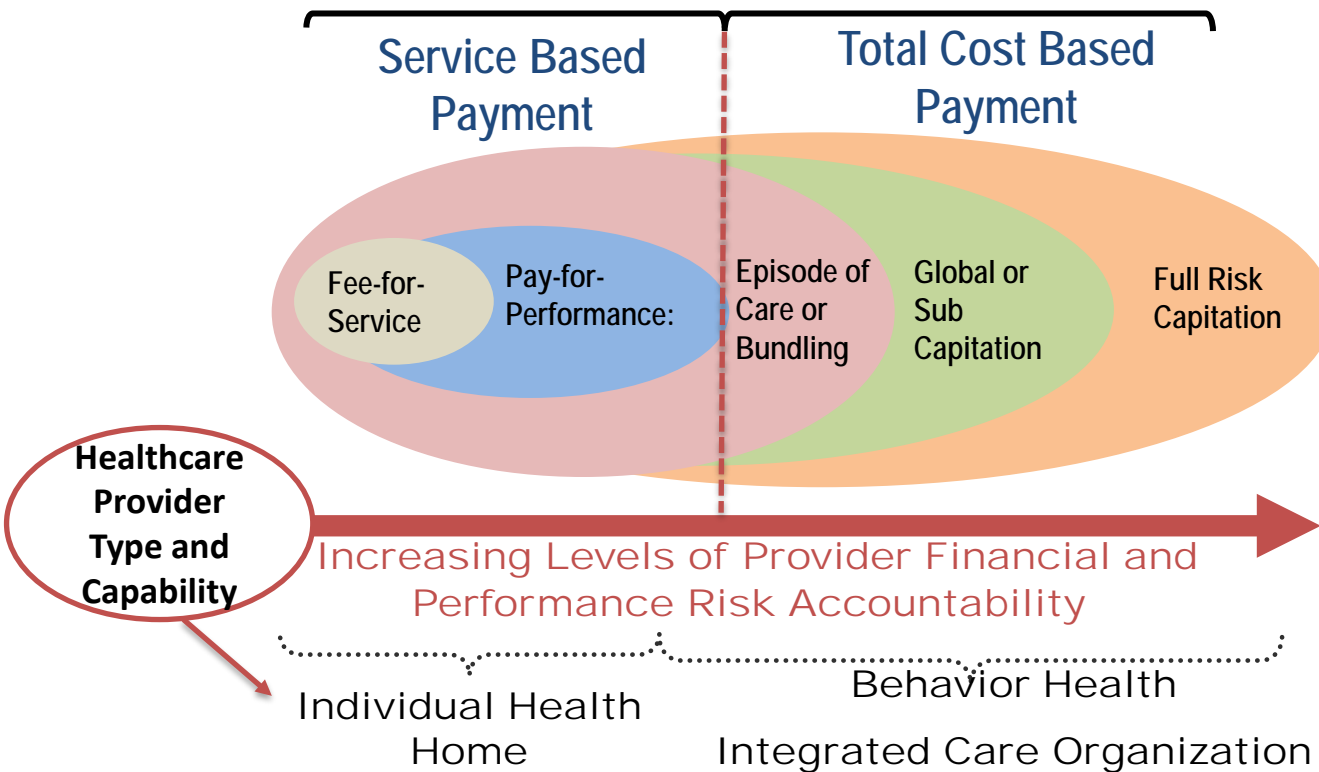 Service Based
Payment
Total Cost Based
Payment
Fee-for-
Service
Pay-for-
Performance:
Episode of
Care or
Bundling
Global or
Sub
Capitation
Full Risk
Capitation
Healthcare
Provider
Type and
Capability
Increasing Levels of Provider Financial and
Performance Risk Accountability
Individual Health
Home
Behavior Health
Integrated Care Organization